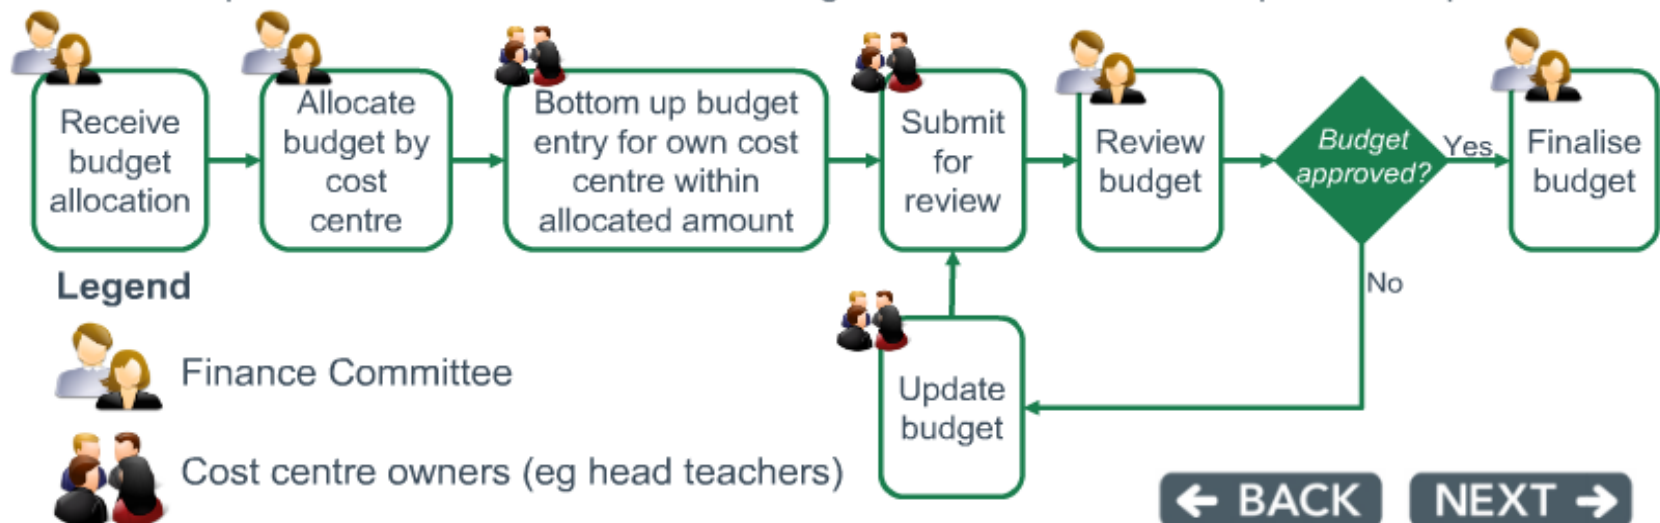 Receive
budget
allocation
Allocate
budget by
cost
centre
Bottom up budget
entry for own cost
centre within
allocated amount
Submit
for
review
Review
budget
Budget
approved?
Yes
Finalise
budget
No
Update
budget
Legend
Finance Committee
Cost centre owners (eg head teachers)
← BACK
NEXT →